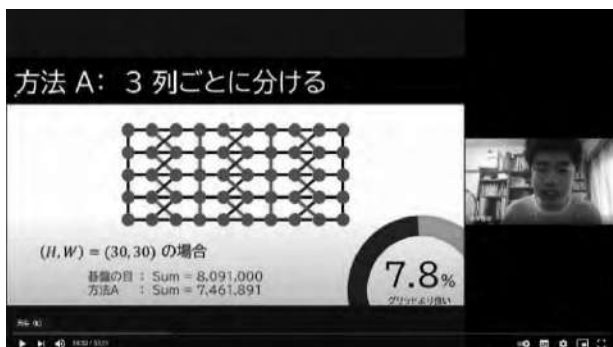 方法 A: 3 列ごとに分ける
(H, W) = (30, 30) の場合
碁盤の目 : Sum = 8,091,000
方法A : Sum = 7,461,891
7.8%
グリッドより良い